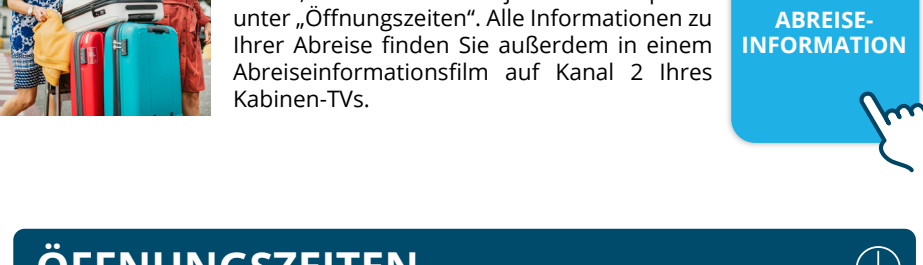 unter „Öffnungszeiten“. Alle Informationen zu
Ihrer Abreise finden Sie außerdem in einem
Abreiseinformationsfilm auf Kanal 2 Ihres
Kabinen-TVs.
ABREISE-
INFORMATION
ÖFFNUNGSZEITEN